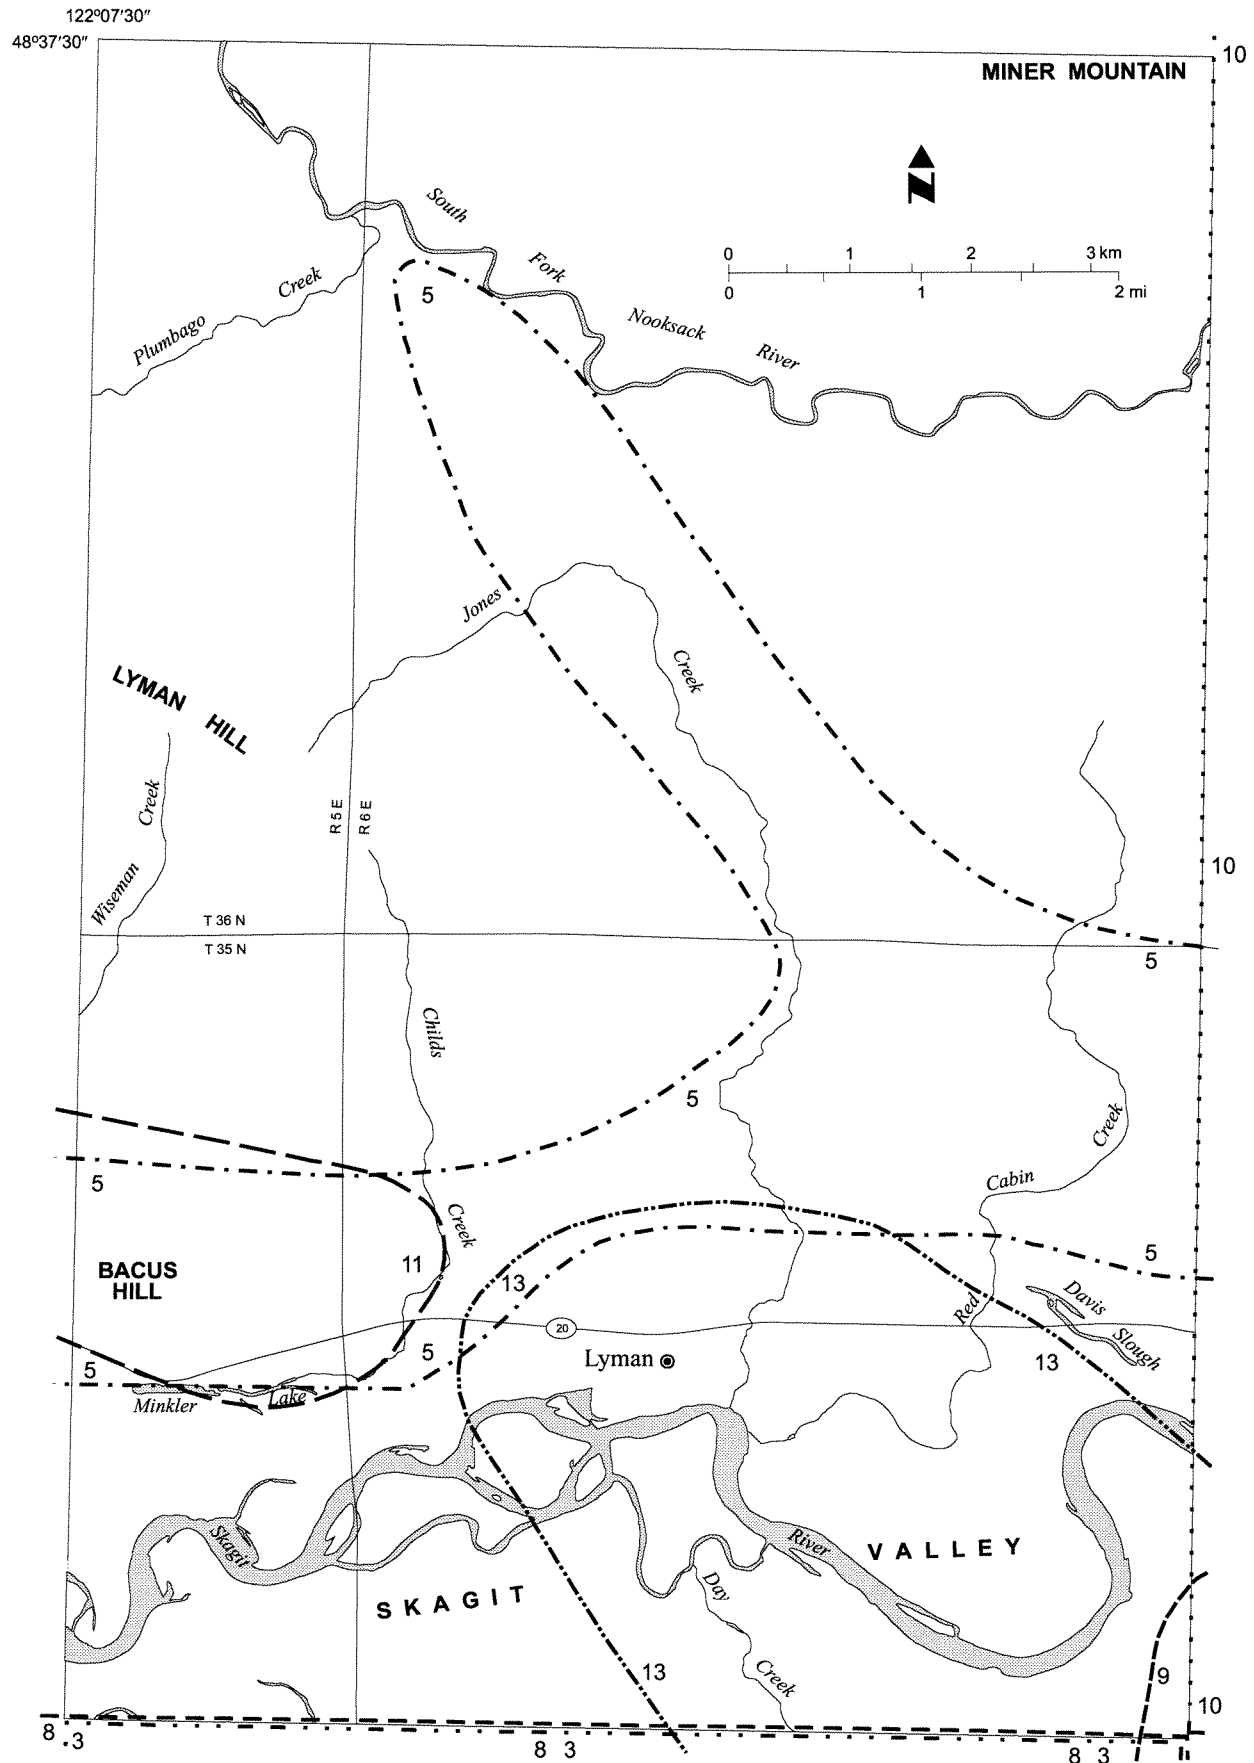 122º07′30″
48º37′30″
10
MINER MOUNTAIN
South
Fork
Nooksack
River
0 1 2 3 km
0 1 2 mi
5
Plumbago
Creek
Jones
Creek
LYMAN HILL
Wiseman
Creek
R 5 E
R 6 E
10
T 36 N
T 35 N
5
Childs
Creek
5
5
Creek
Cabin
Red
5
BACUS
HILL
11
13
Davis
Slough
20
5
5
Lyman
13
Minkler
Lake
Skagit
River
VALLEY
SKAGIT
Day
Creek
13
9
10
8 3
8 3
8 3